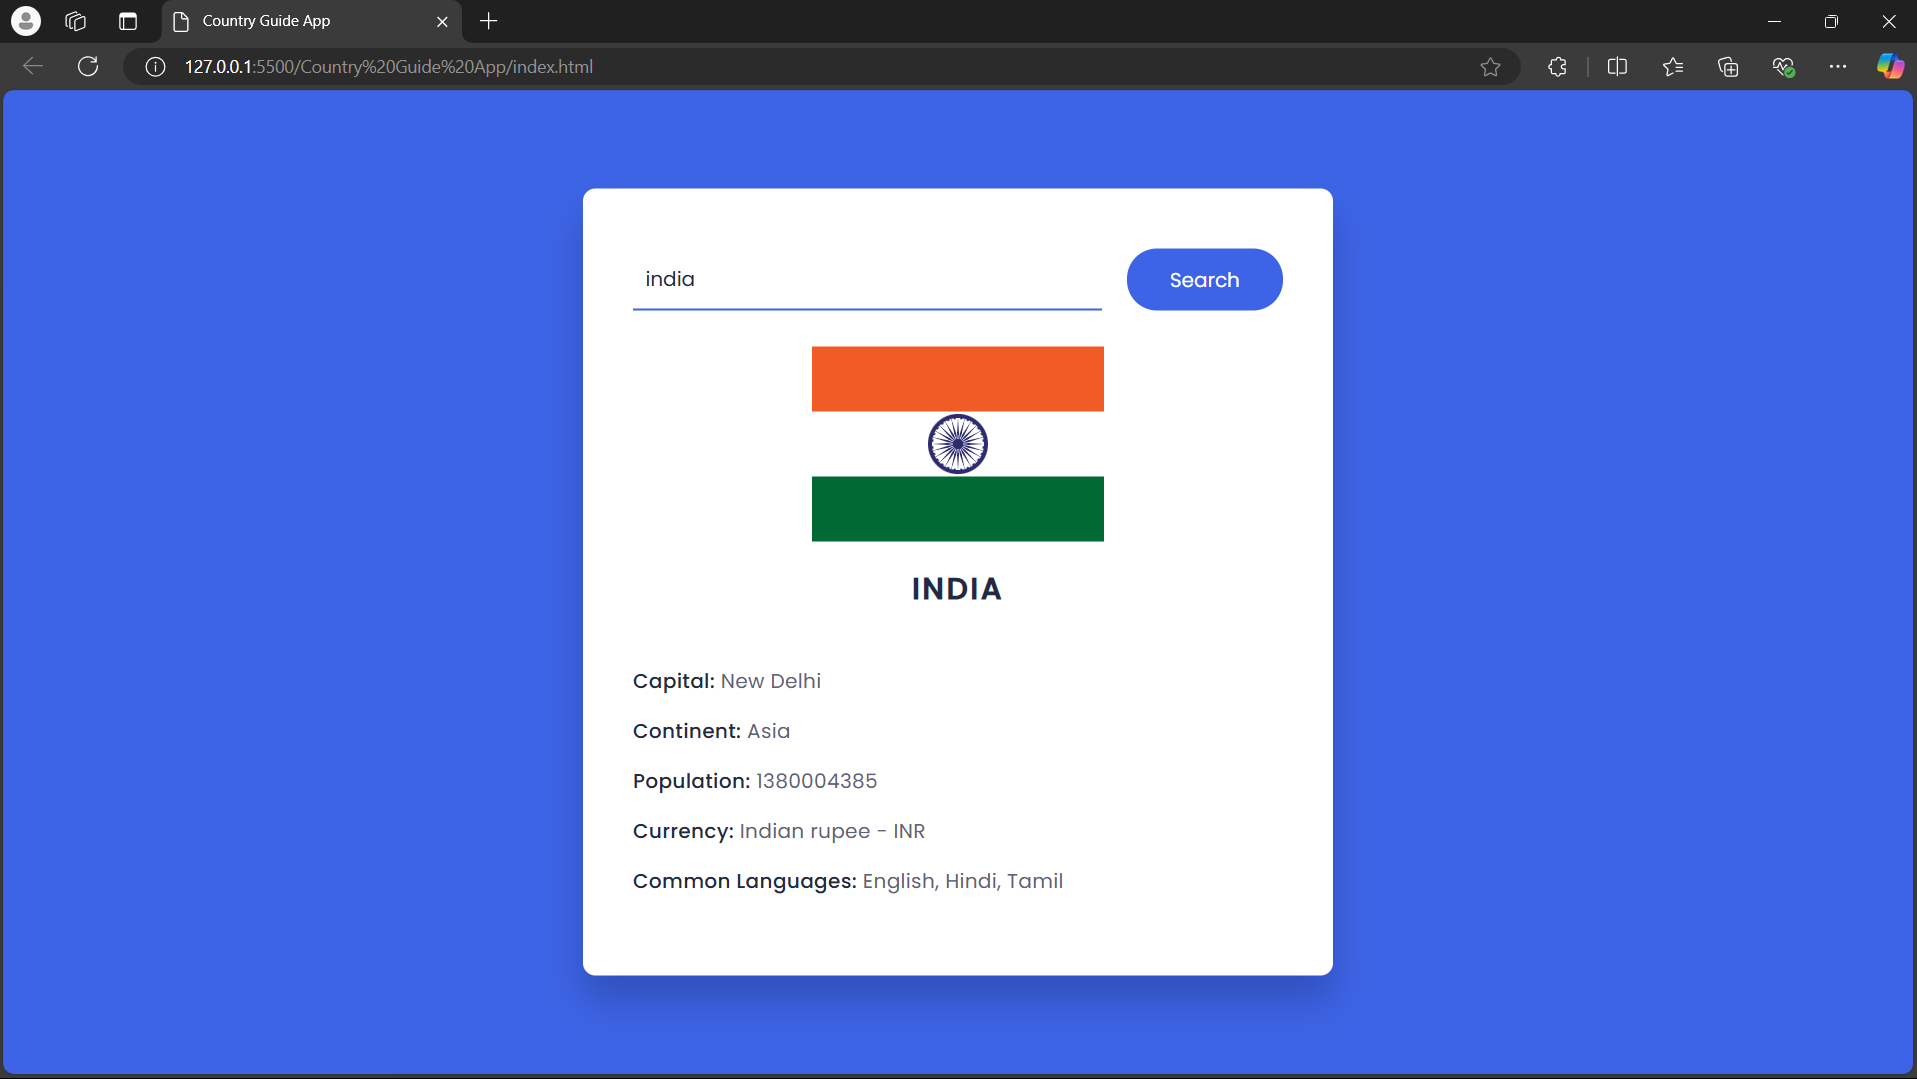 Country Guide App
127.0.0.1:5500/Country%20Guide%20App/index.html
india
Search
INDIA
Capital: New Delhi
Continent: Asia
Population: 1380004385
Currency: Indian rupee - INR
Common Languages: English, Hindi, Tamil